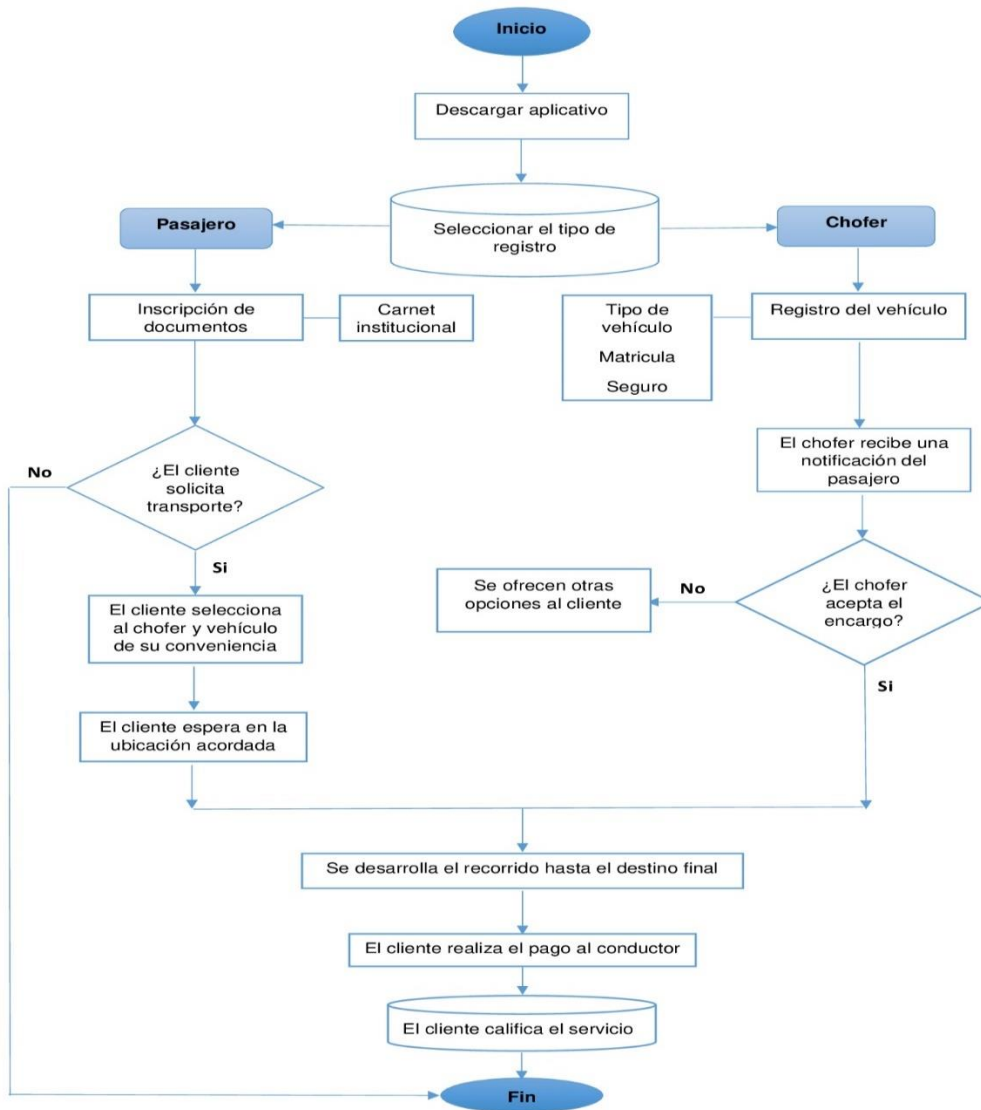 Inicio
Descargar aplicativo
Seleccionar el tipo de
registro
Pasajero
Chofer
Inscripción de
documentos
Carnet
institucional
Tipo de
vehículo
Matricula
Seguro
Registro del vehículo
¿El cliente
solicita
transporte?
No
Si
El chofer recibe una
notificación del
pasajero
El cliente selecciona
al chofer y vehículo
de su conveniencia
Se ofrecen otras
opciones al cliente
No
¿El chofer
acepta el
encargo?
Si
El cliente espera en la
ubicación acordada
Se desarrolla el recorrido hasta el destino final
El cliente realiza el pago al conductor
El cliente califica el servicio
Fin